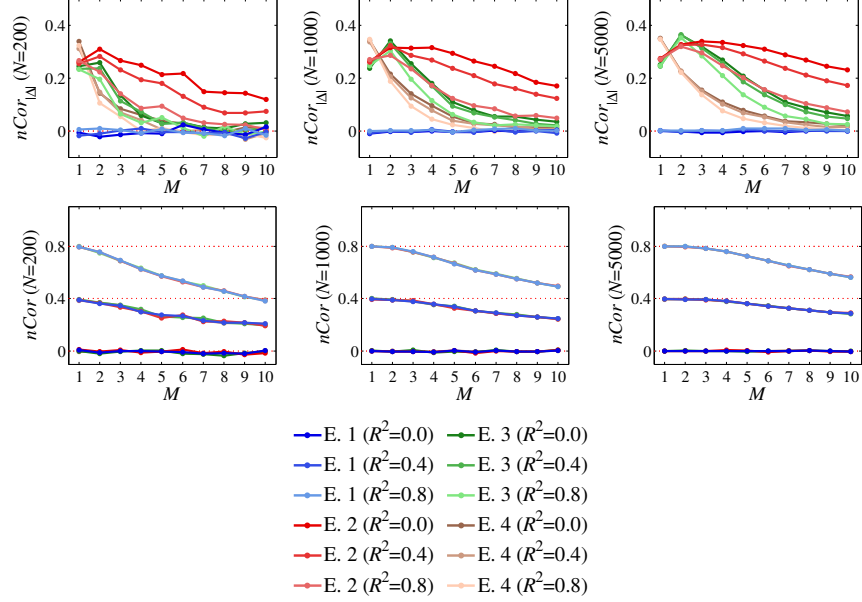 nCor|Δ| (N=200)
0.4
0.2
0
1 2 3 4 5 6 7 8 9 10
M
nCor|Δ| (N=1000)
0.4
0.2
0
1 2 3 4 5 6 7 8 9 10
M
nCor|Δ| (N=5000)
0.4
0.2
0
1 2 3 4 5 6 7 8 9 10
M
nCor (N=200)
0.8
0.4
0
1 2 3 4 5 6 7 8 9 10
M
nCor (N=1000)
0.8
0.4
0
1 2 3 4 5 6 7 8 9 10
M
nCor (N=5000)
0.8
0.4
0
1 2 3 4 5 6 7 8 9 10
M
E. 1 (R²=0.0)
E. 1 (R²=0.4)
E. 1 (R²=0.8)
E. 2 (R²=0.0)
E. 2 (R²=0.4)
E. 2 (R²=0.8)
E. 3 (R²=0.0)
E. 3 (R²=0.4)
E. 3 (R²=0.8)
E. 4 (R²=0.0)
E. 4 (R²=0.4)
E. 4 (R²=0.8)